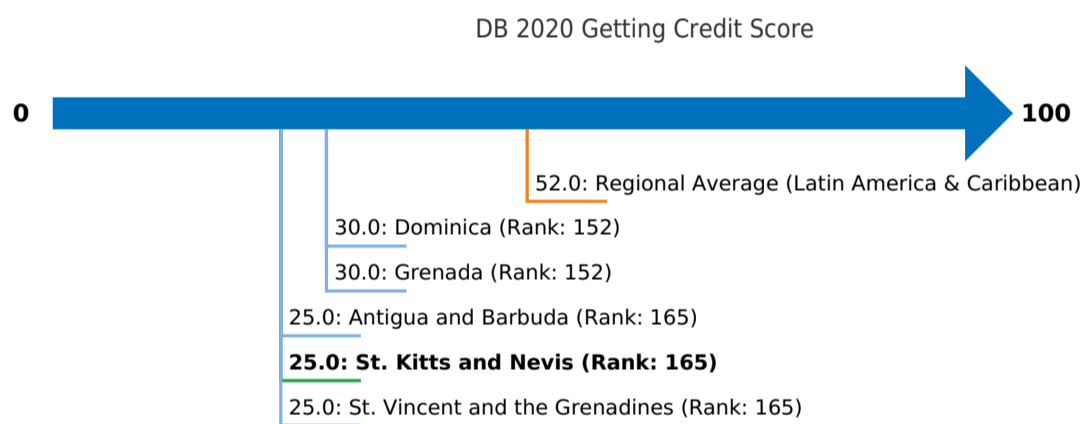 DB 2020 Getting Credit Score
0
100
52.0: Regional Average (Latin America & Caribbean)
30.0: Dominica (Rank: 152)
30.0: Grenada (Rank: 152)
25.0: Antigua and Barbuda (Rank: 165)
25.0: St. Kitts and Nevis (Rank: 165)
25.0: St. Vincent and the Grenadines (Rank: 165)